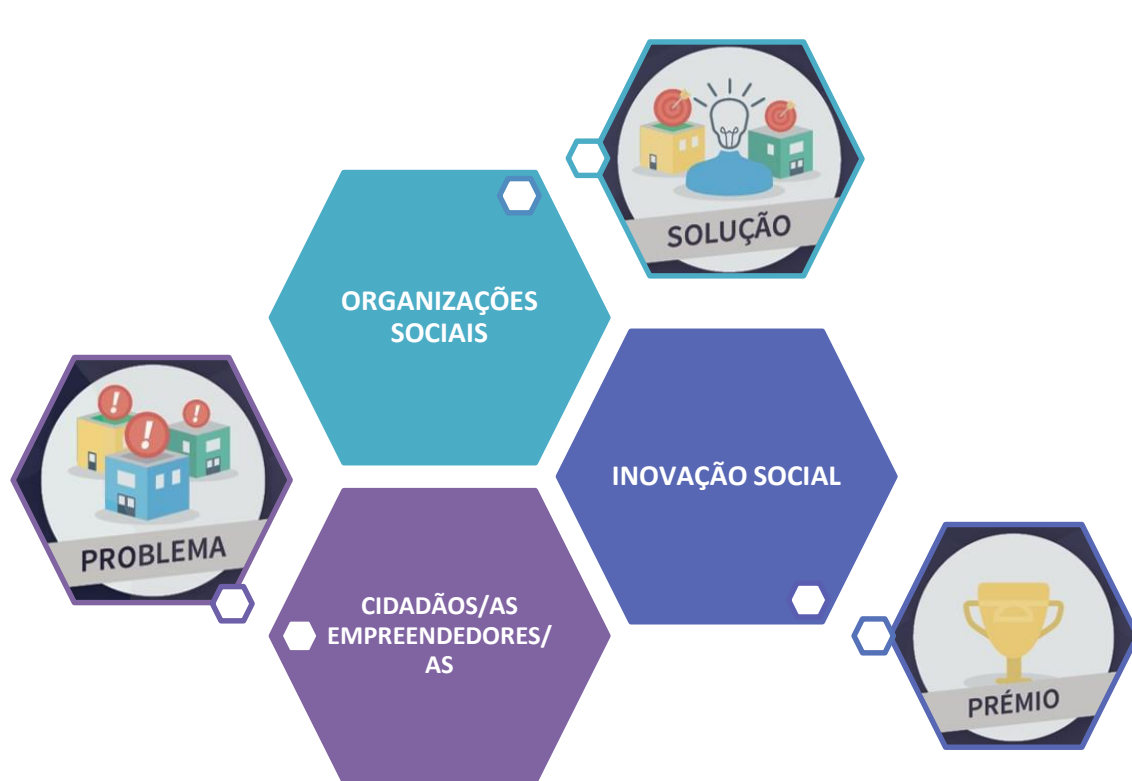 SOLUÇÃO
ORGANIZAÇÕES
SOCIAIS
INOVAÇÃO SOCIAL
PROBLEMA
CIDADÃOS/AS
EMPREENDEDORES/
AS
PRÉMIO